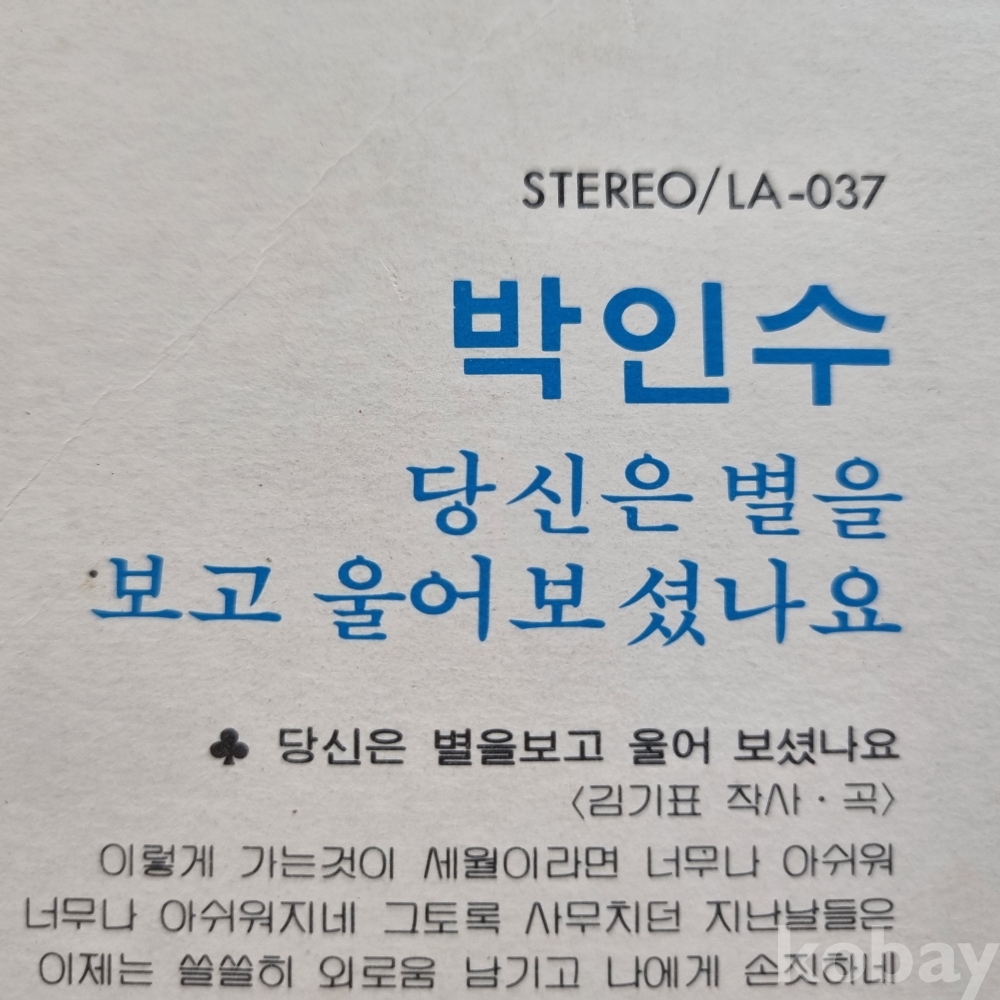 STEREO/LA-037
박인수
당신은 별을
보고 울어보셨나요
♣ 당신은 별을보고 울어 보셨나요
〈김기표 작사·곡〉
이렇게 가는것이 세월이라면 너무나 아쉬워
너무나 아쉬워지네 그토록 사무치던 지난날들은
이제는 쓸쓸히 외로움 남기고 나에게 손짓하네
kobay